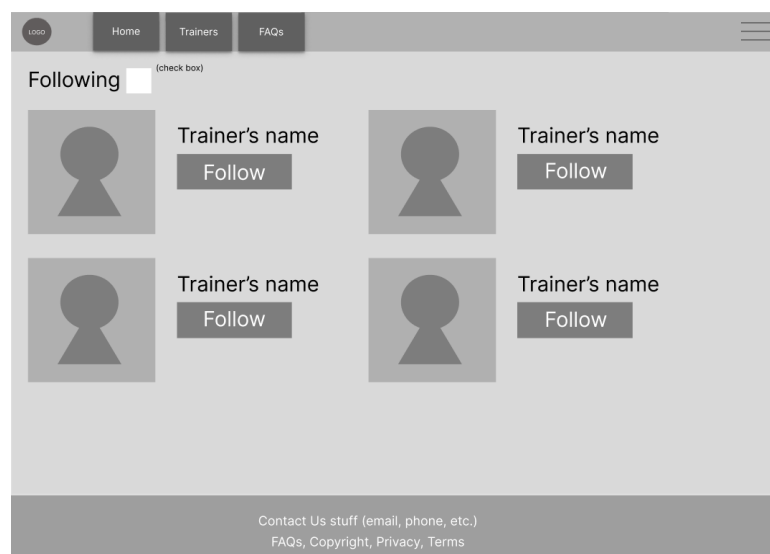 LOGO
Home
Trainers
FAQs
Following
(check box)
Trainer’s name
Follow
Trainer’s name
Follow
Trainer’s name
Follow
Trainer’s name
Follow
Contact Us stuff (email, phone, etc.)
FAQs, Copyright, Privacy, Terms